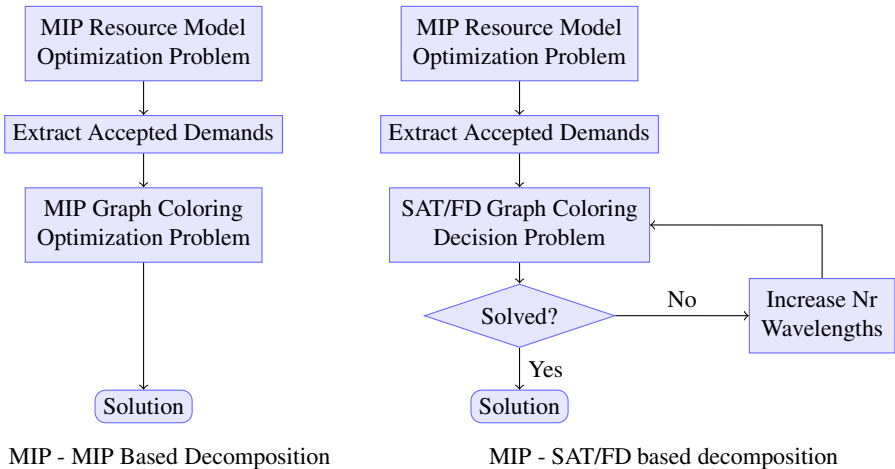 MIP Resource Model
Optimization Problem
Extract Accepted Demands
MIP Graph Coloring
Optimization Problem
Solution
MIP - MIP Based Decomposition
MIP Resource Model
Optimization Problem
Extract Accepted Demands
SAT/FD Graph Coloring
Decision Problem
Solved?
No
Increase Nr
Wavelengths
Yes
Solution
MIP - SAT/FD based decomposition